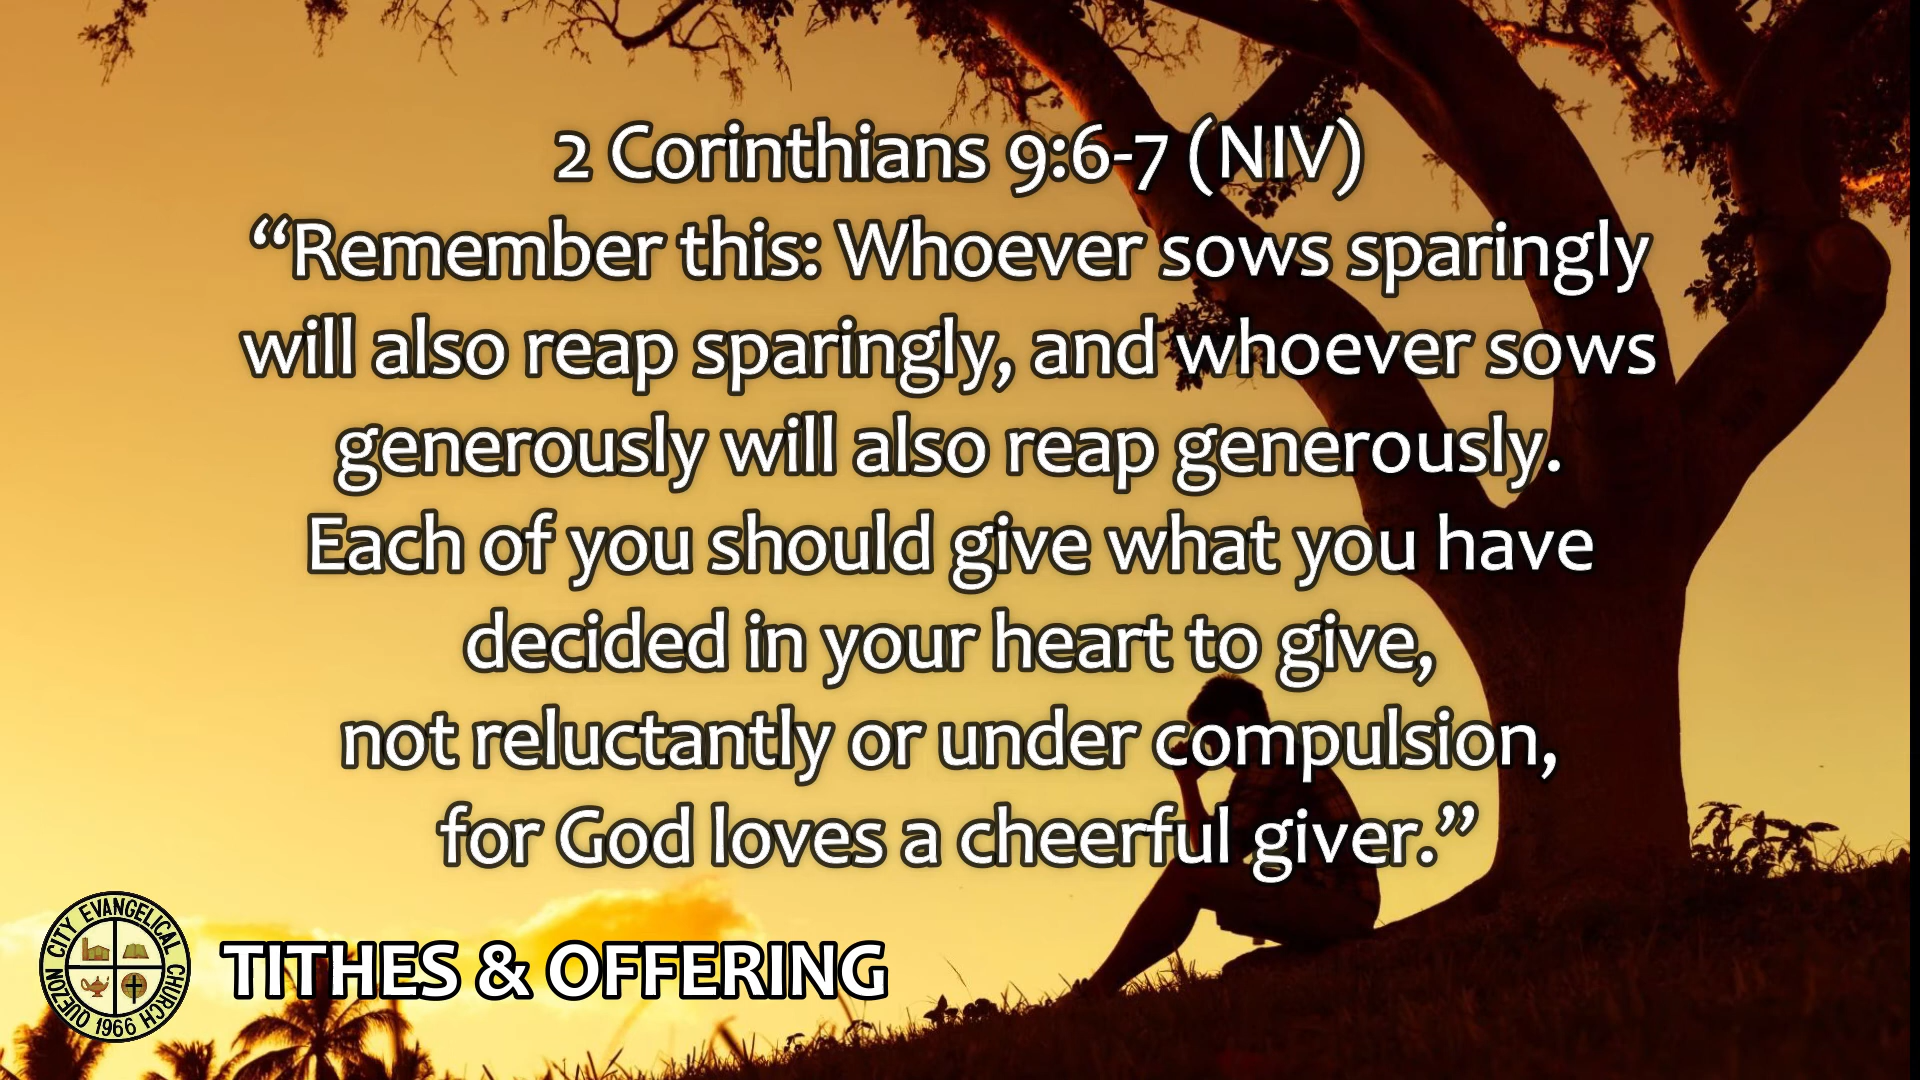 2 Corinthians 9:6-7 (NIV)
“Remember this: Whoever sows sparingly
will also reap sparingly, and whoever sows
generously will also reap generously.
Each of you should give what you have
decided in your heart to give,
not reluctantly or under compulsion,
for God loves a cheerful giver.”
QUEZON CITY EVANGELICAL CHURCH
1966
TITHES & OFFERING